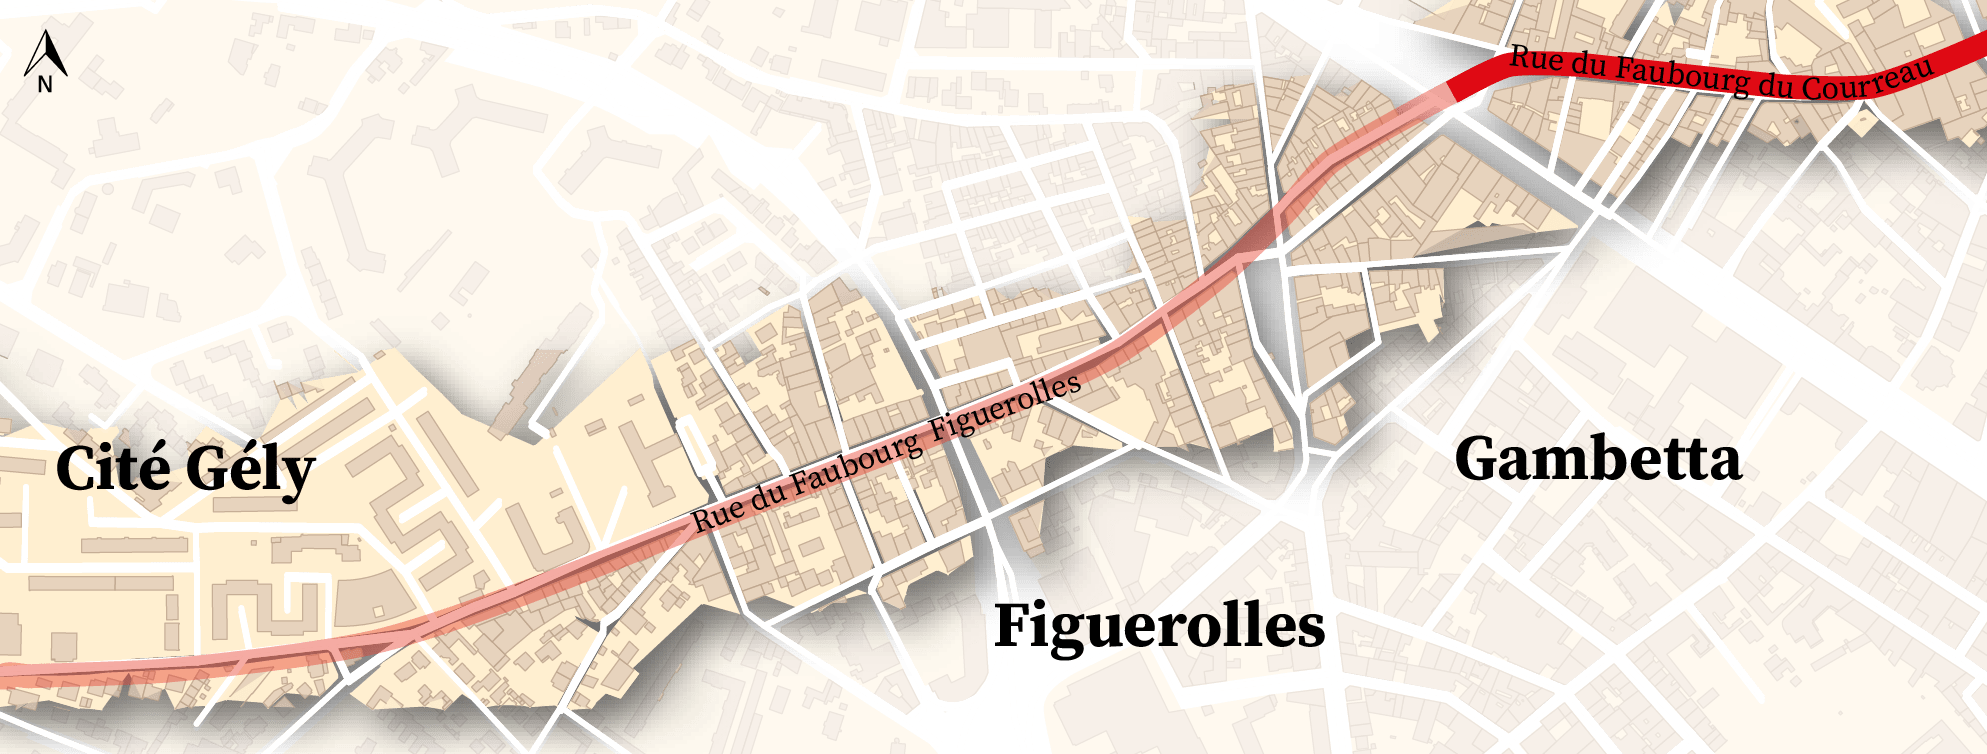 Rue du Faubourg du Courreau
N
Rue du Faubourg Figuerolles
Cité Gély
Gambetta
Figuerolles